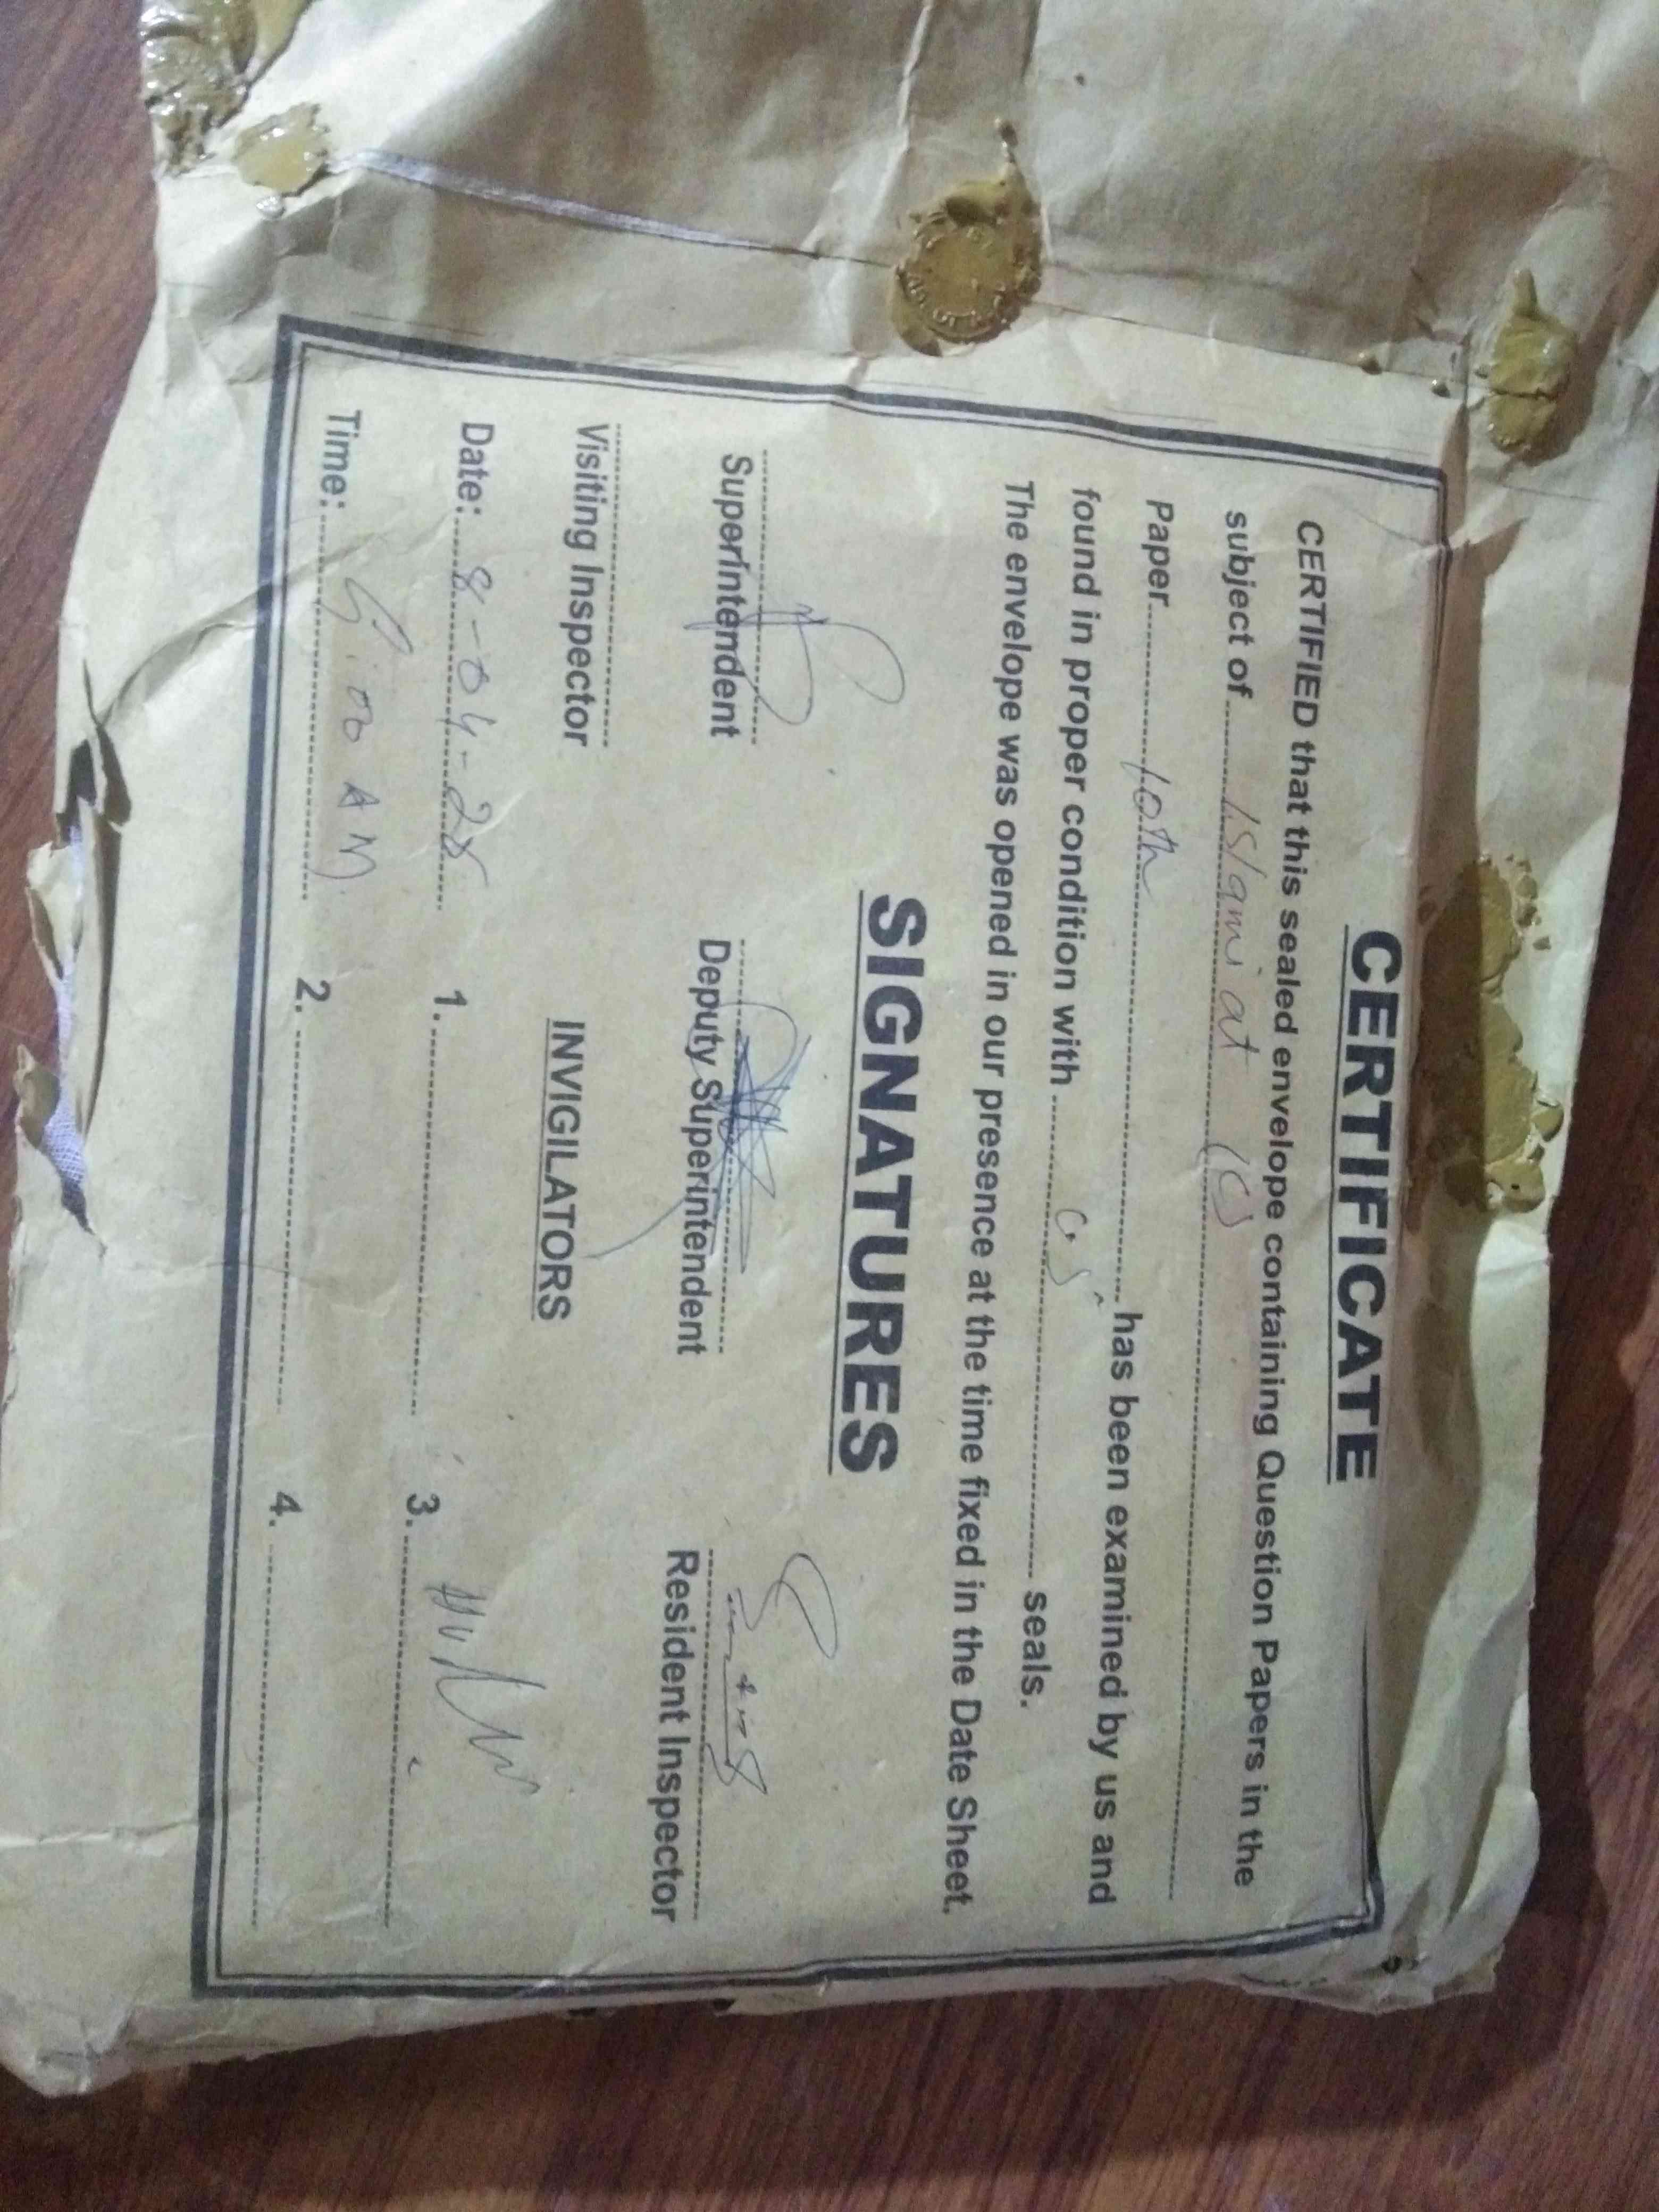 CERTIFICATE
CERTIFIED that this sealed envelope containing Question Papers in the
subject of Islamiat (C)
Paper 10th has been examined by us and
found in proper condition with seals.
The envelope was opened in our presence at the time fixed in the Date Sheet.
SIGNATURES
Superintendent Deputy Superintendent Resident Inspector
Visiting Inspector INVIGILATORS
Date: 8-04-25 1. 3.
Time: AM 2. 4.